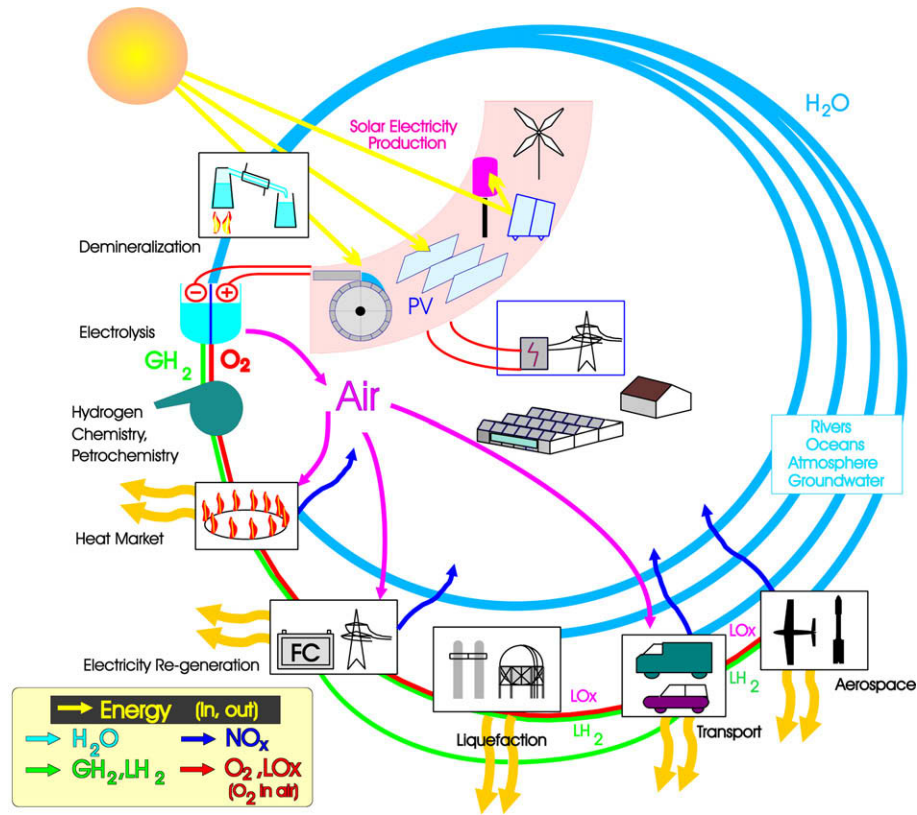 H₂O
Solar Electricity
Production
Demineralization
− +
PV
Electrolysis
GH₂ O₂
Air
Hydrogen
Chemistry,
Petrochemistry
Rivers
Oceans
Atmosphere
Groundwater
Heat Market
FC
Electricity Re-generation
LOx
LH₂
Liquefaction
LOx
LH₂
Transport
Aerospace
Energy (In, out)
H₂O NOₓ
GH₂,LH₂ O₂,LOx
(O₂ in air)